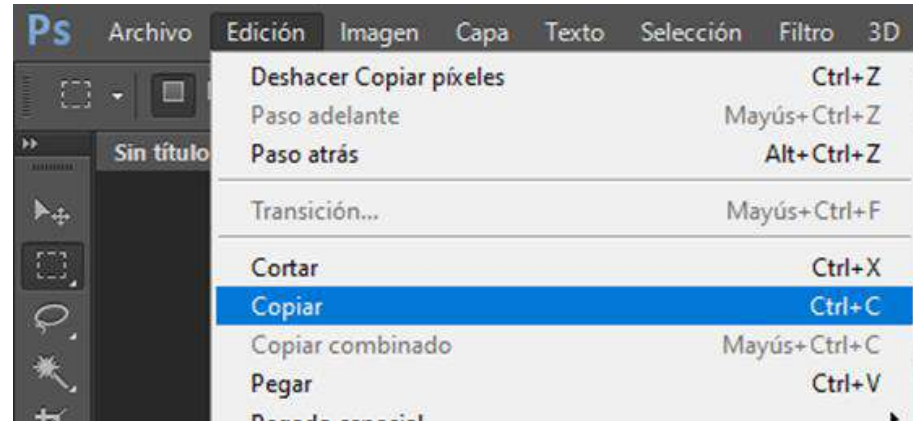 Ps Archivo Edición Imagen Capa Texto Selección Filtro 3D
Deshacer Copiar píxeles Ctrl+Z
Paso adelante Mayús+Ctrl+Z
Sin título
Paso atrás Alt+Ctrl+Z
Transición... Mayús+Ctrl+F
Cortar Ctrl+X
Copiar Ctrl+C
Copiar combinado Mayús+Ctrl+C
Pegar Ctrl+V